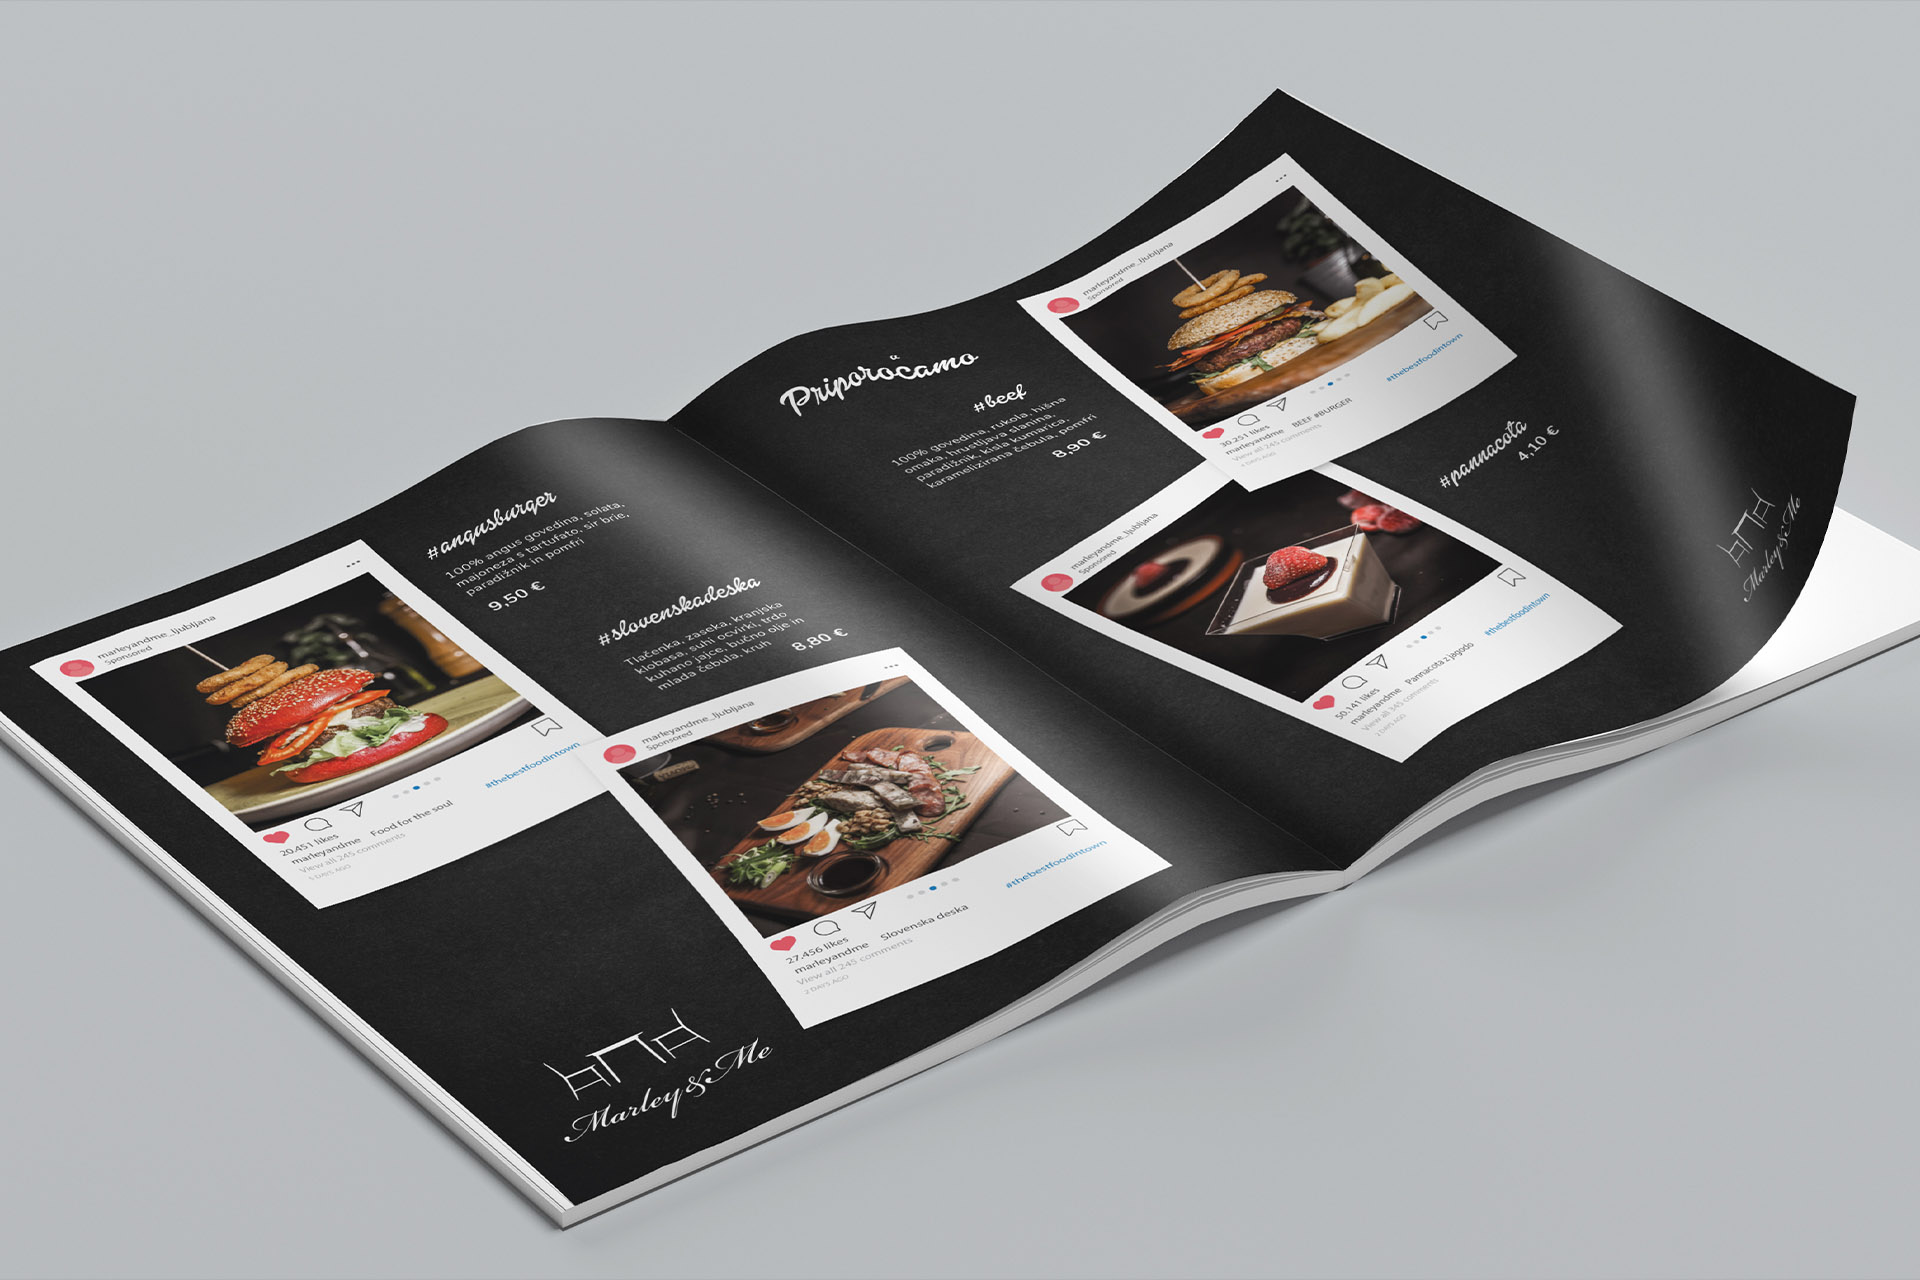 #angusburger
100% angus govedina, solata,
majoneza s tartufato, sir brie,
paradižnik in pomfri
9,50 €
marleyandme_ljubljana
Sponsored
#thebestfoodintown
20.451 likes
marleyandme Food for the soul
View all 245 comments
5 DAYS AGO
#slovenskadeska
Tlačenka, zaseka, kranjska
klobasa, suhi ocvirki, trdo
kuhano jajce, bučno olje in
mlada čebula, kruh
8,80 €
marleyandme_ljubljana
Sponsored
#thebestfoodintown
27.456 likes
marleyandme Slovenska deska
View all 245 comments
2 DAYS AGO
Marley & Me
Priporočamo
#beef
100% govedina, rukola, hišna
omaka, hrustljava slanina,
paradižnik, kisla kumarica,
karamelizirana čebula, pomfri
8,90 €
marleyandme_ljubljana
Sponsored
#thebestfoodintown
30.251 likes
marleyandme BEEF #BURGER
View all 245 comments
4 DAYS AGO
#pannacota
4,10 €
marleyandme_ljubljana
Sponsored
#thebestfoodintown
50.141 likes
marleyandme Pannacota z jagodo
View all 345 comments
2 DAYS AGO
Marley & Me